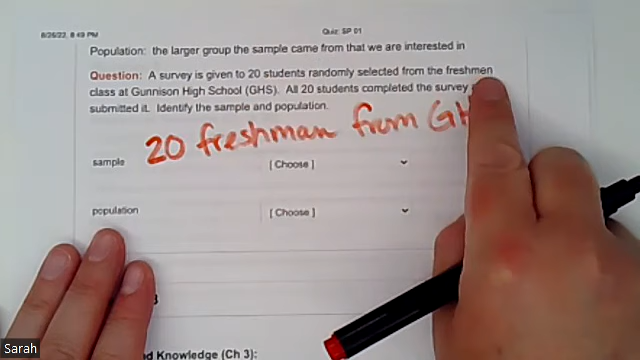 8/26/22, 8:49 PM Quiz: SP 01
Population: the larger group the sample came from that we are interested in
Question: A survey is given to 20 students randomly selected from the freshmen
class at Gunnison High School (GHS). All 20 students completed the survey
submitted it. Identify the sample and population.
20 freshman from G
sample [ Choose ]
population [ Choose ]
Knowledge (Ch 3):
Sarah